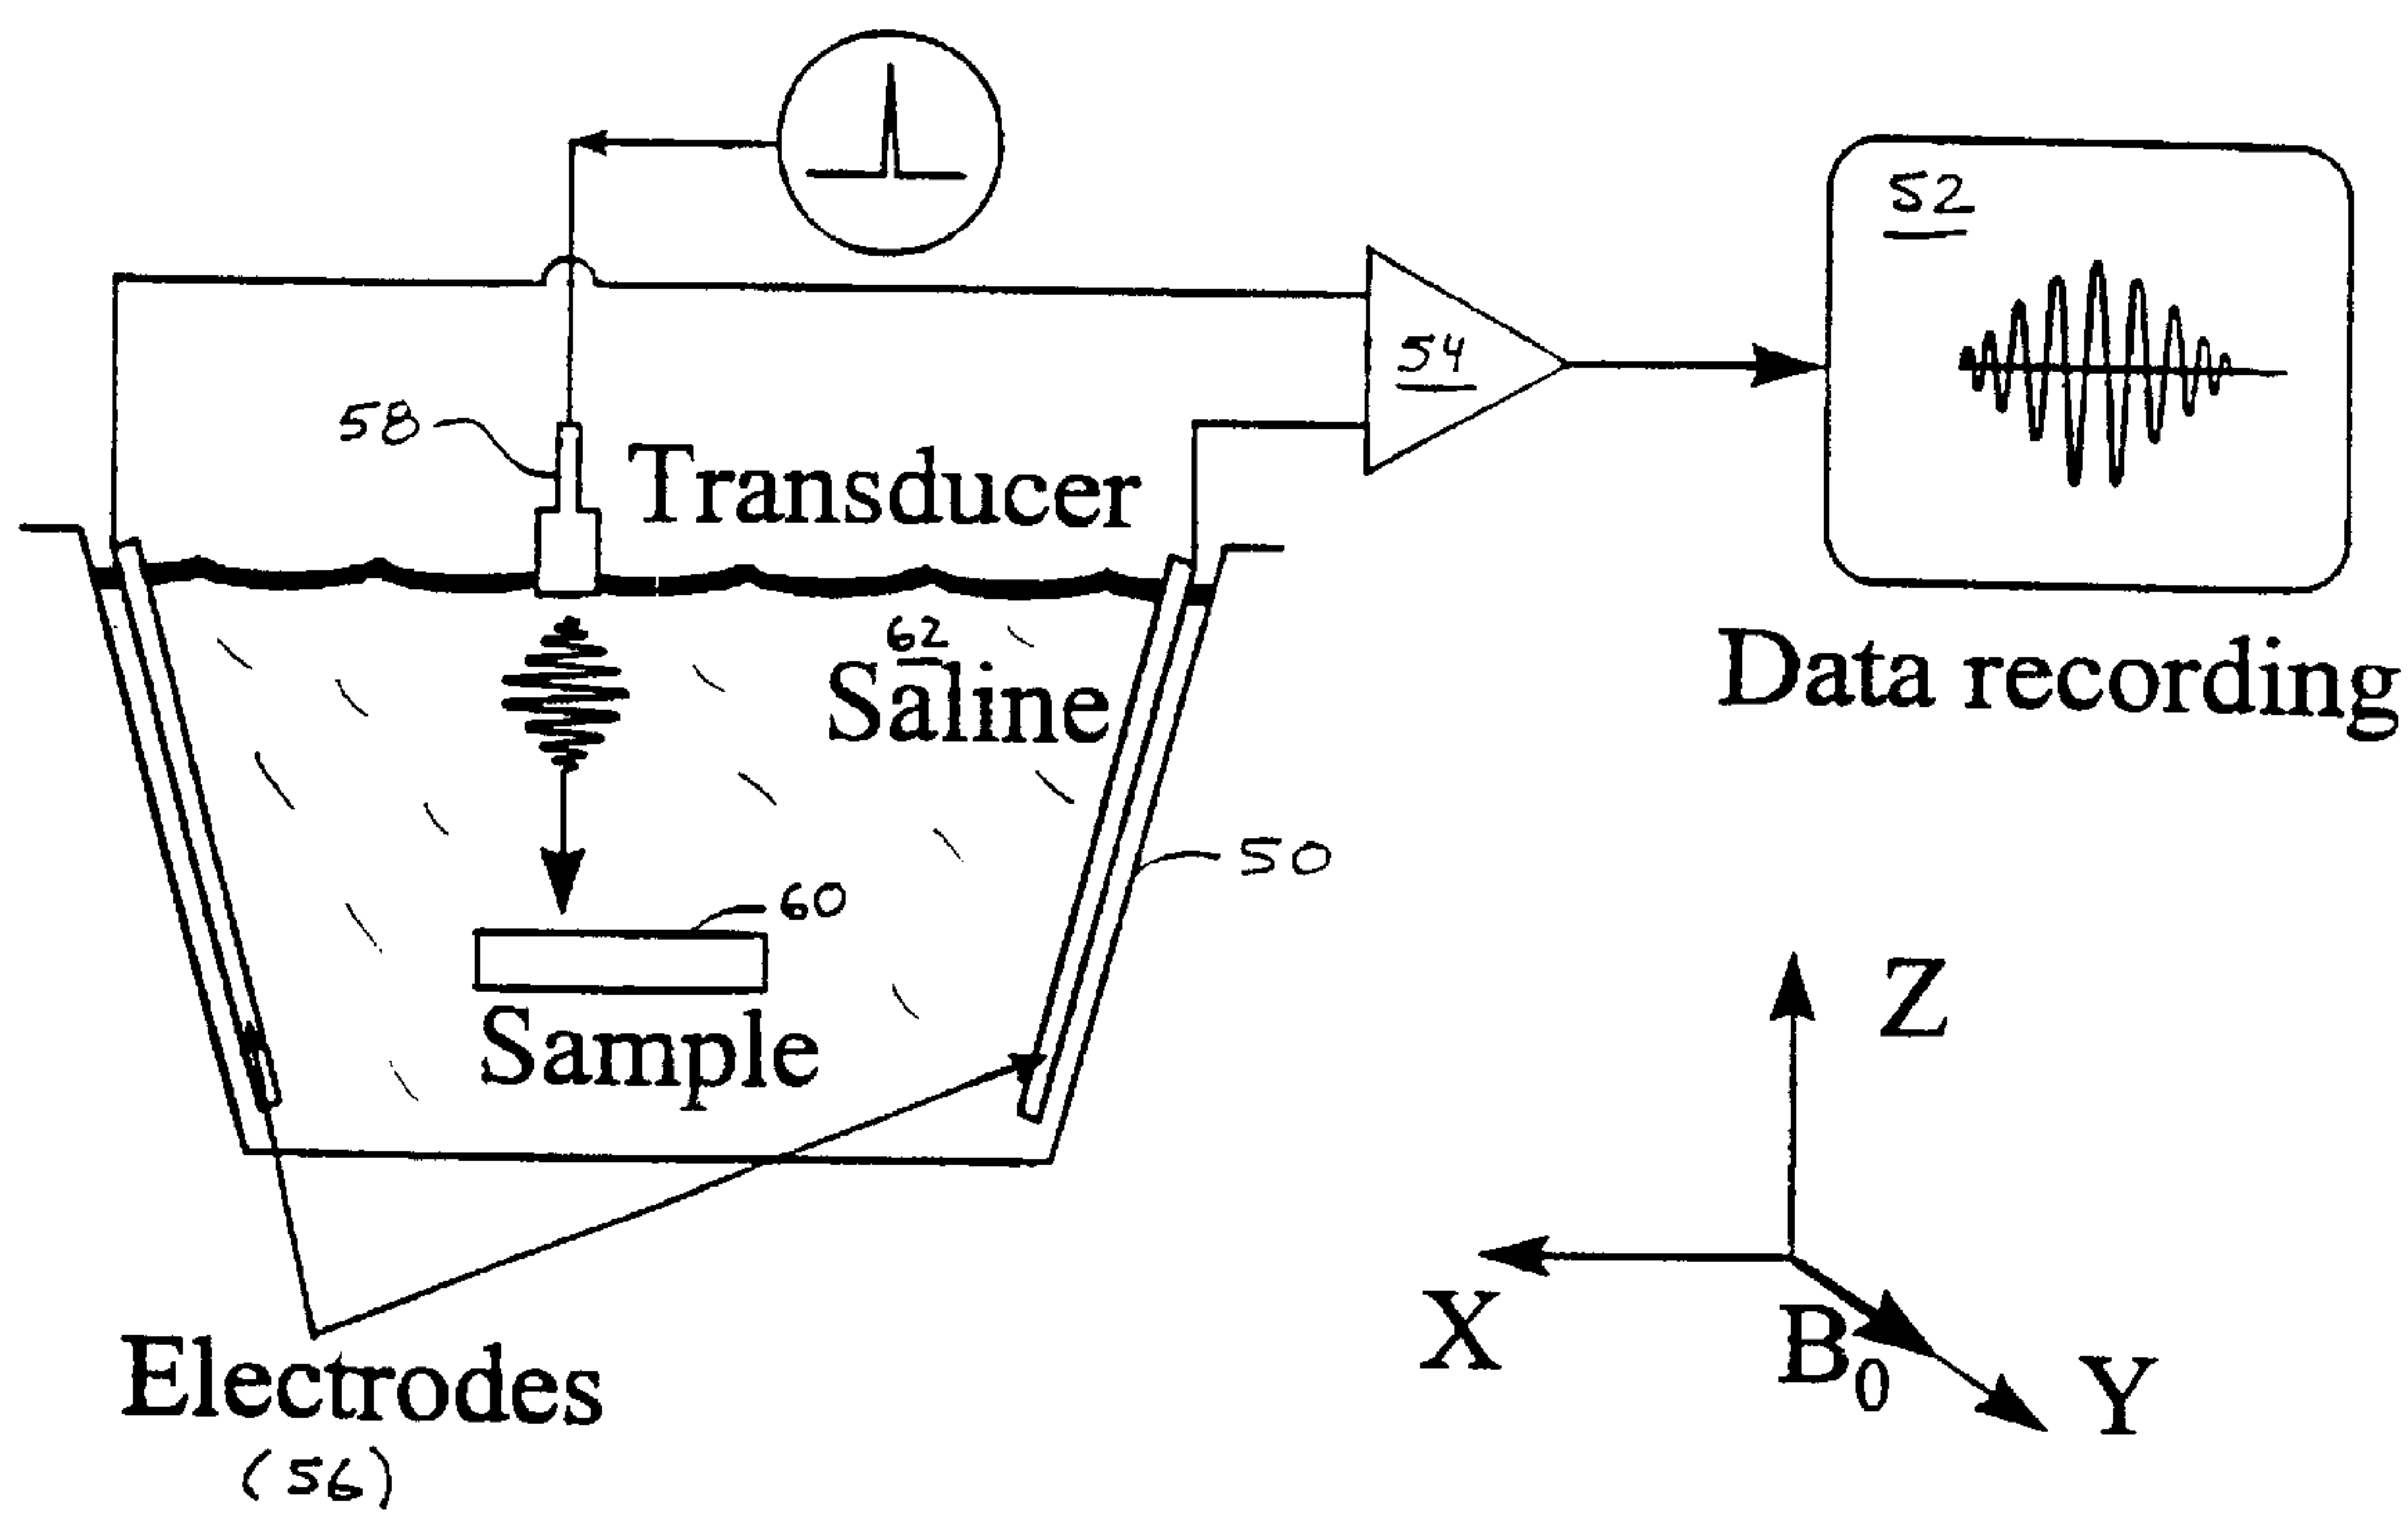 52
54
58
Transducer
62
Saline
Data recording
50
60
Sample
Z
X
B0
Y
Electrodes
(56)